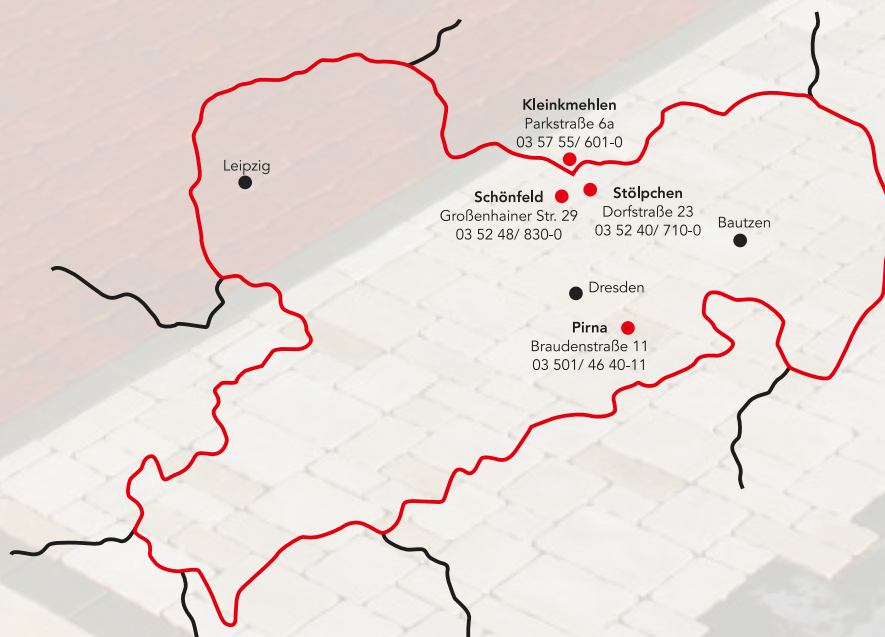 Kleinkmehlen
Parkstraße 6a
03 57 55/ 601-0
Leipzig
Schönfeld
Großenhainer Str. 29
03 52 48/ 830-0
Stölpchen
Dorfstraße 23
03 52 40/ 710-0
Bautzen
Dresden
Pirna
Braudenstraße 11
03 501/ 46 40-11